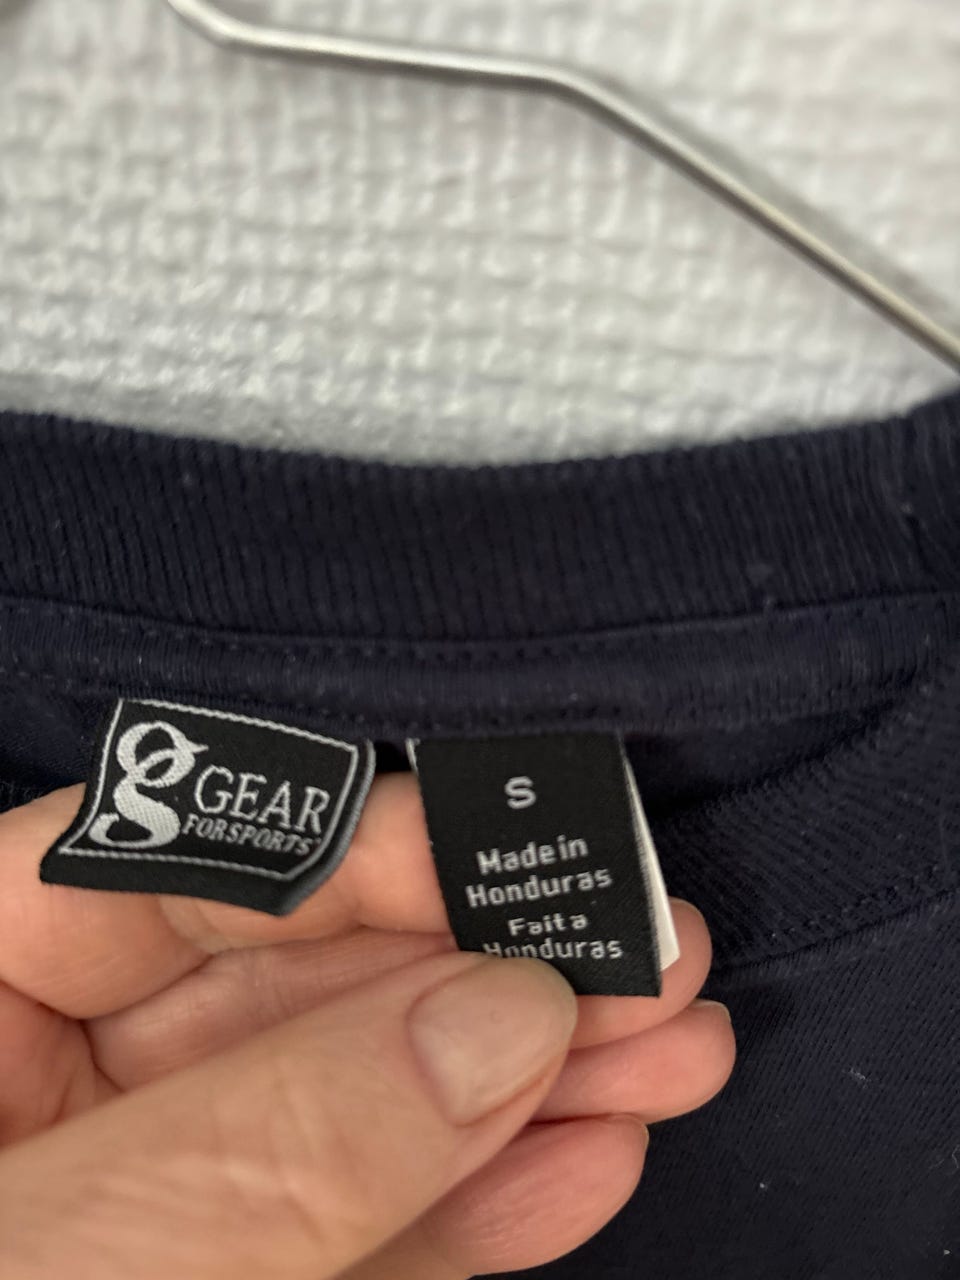 GEAR
FOR SPORTS
S
Made in
Honduras
Fait a
Honduras